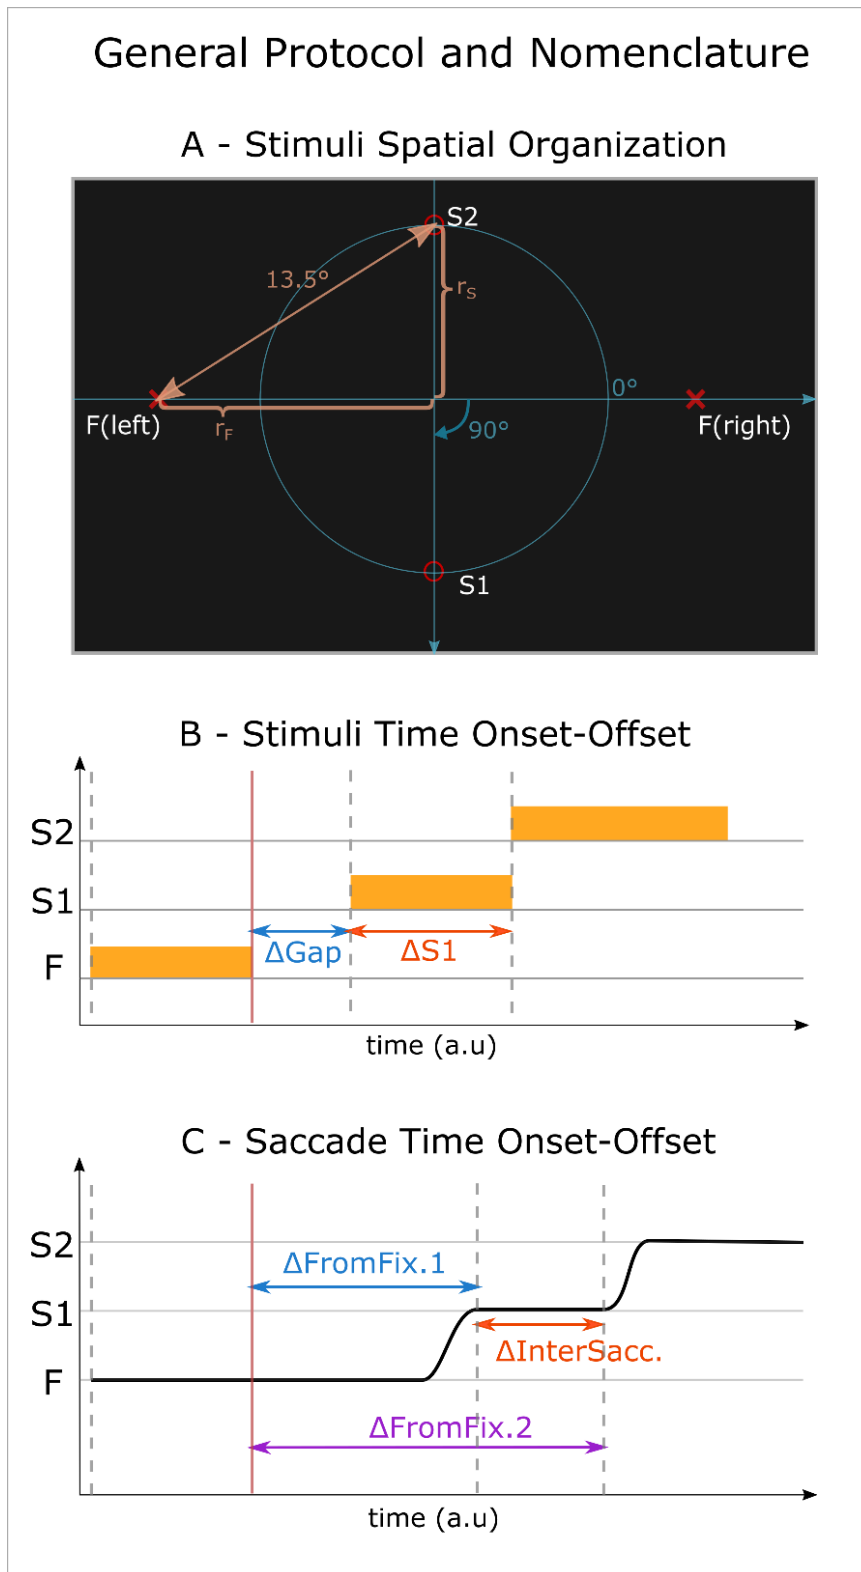 General Protocol and Nomenclature
A - Stimuli Spatial Organization
S2
13.5°
rS
0°
F(left)
rF
90°
F(right)
S1
B - Stimuli Time Onset-Offset
S2
S1
ΔGap
ΔS1
F
time (a.u)
C - Saccade Time Onset-Offset
S2
ΔFromFix.1
S1
ΔInterSacc.
F
ΔFromFix.2
time (a.u)